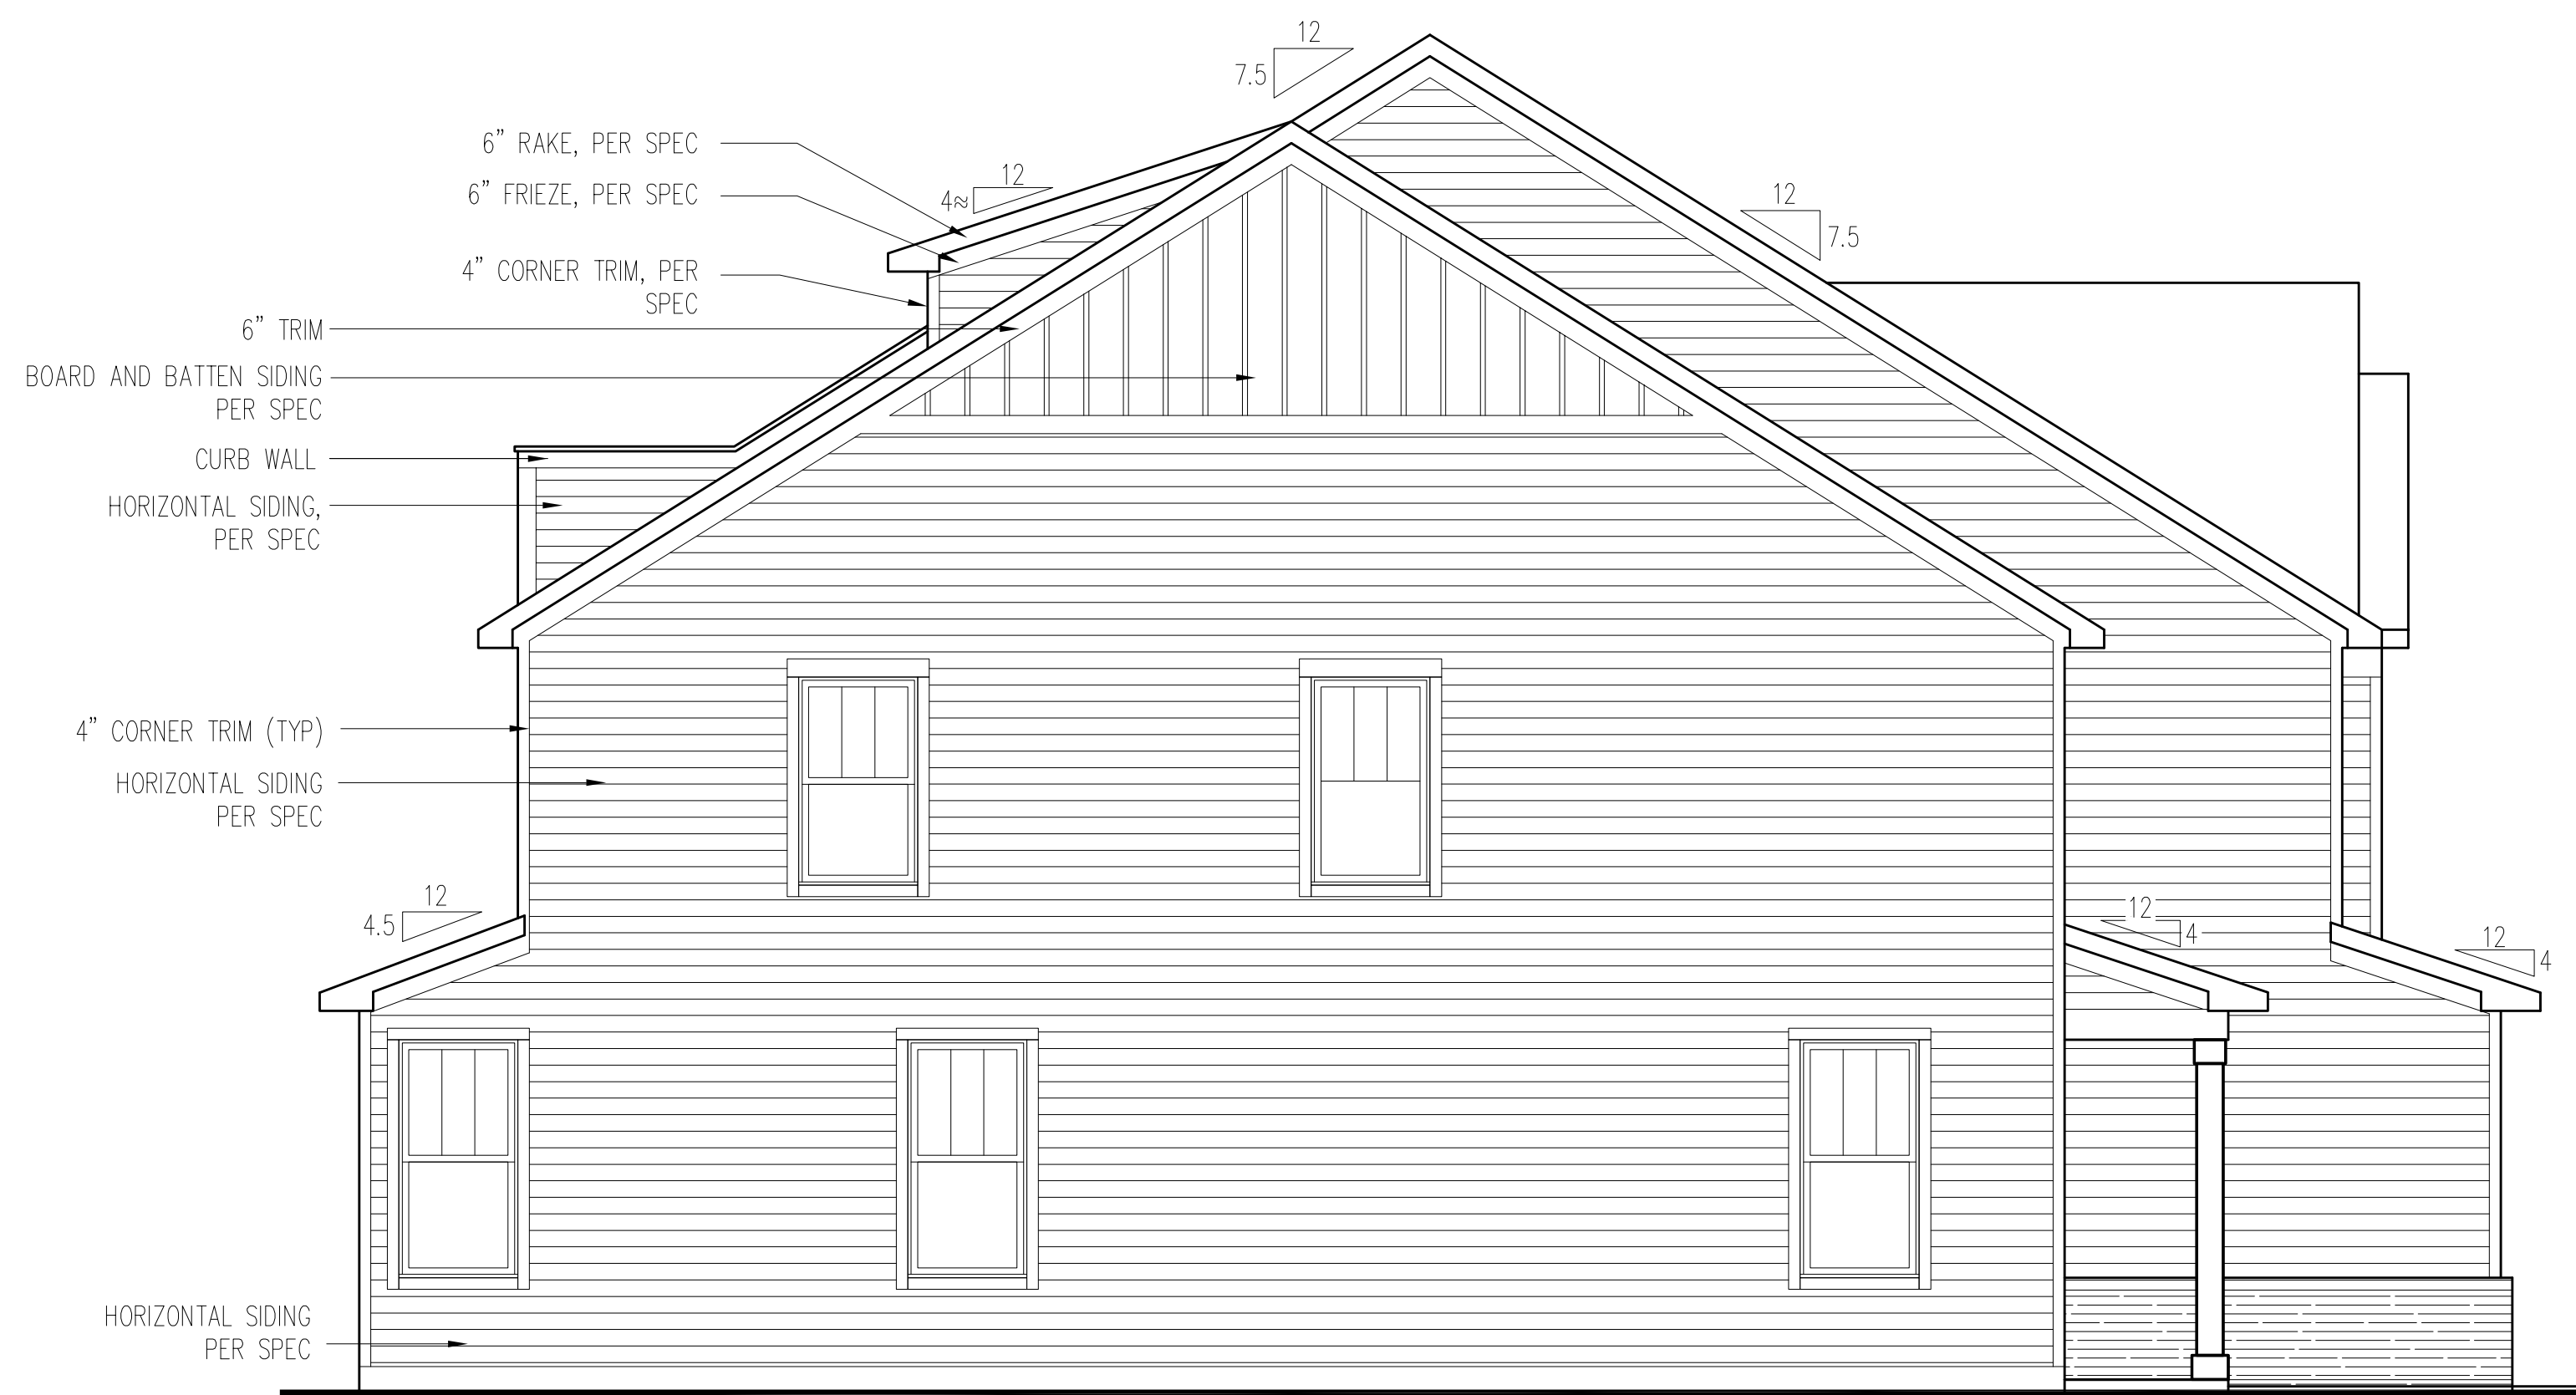 12
7.5
6” RAKE, PER SPEC
12
4≈
6” FRIEZE, PER SPEC
12
7.5
4” CORNER TRIM, PER
SPEC
6” TRIM
BOARD AND BATTEN SIDING
PER SPEC
CURB WALL
HORIZONTAL SIDING,
PER SPEC
4” CORNER TRIM (TYP)
HORIZONTAL SIDING
PER SPEC
12
4.5
12
4
12
4
HORIZONTAL SIDING
PER SPEC